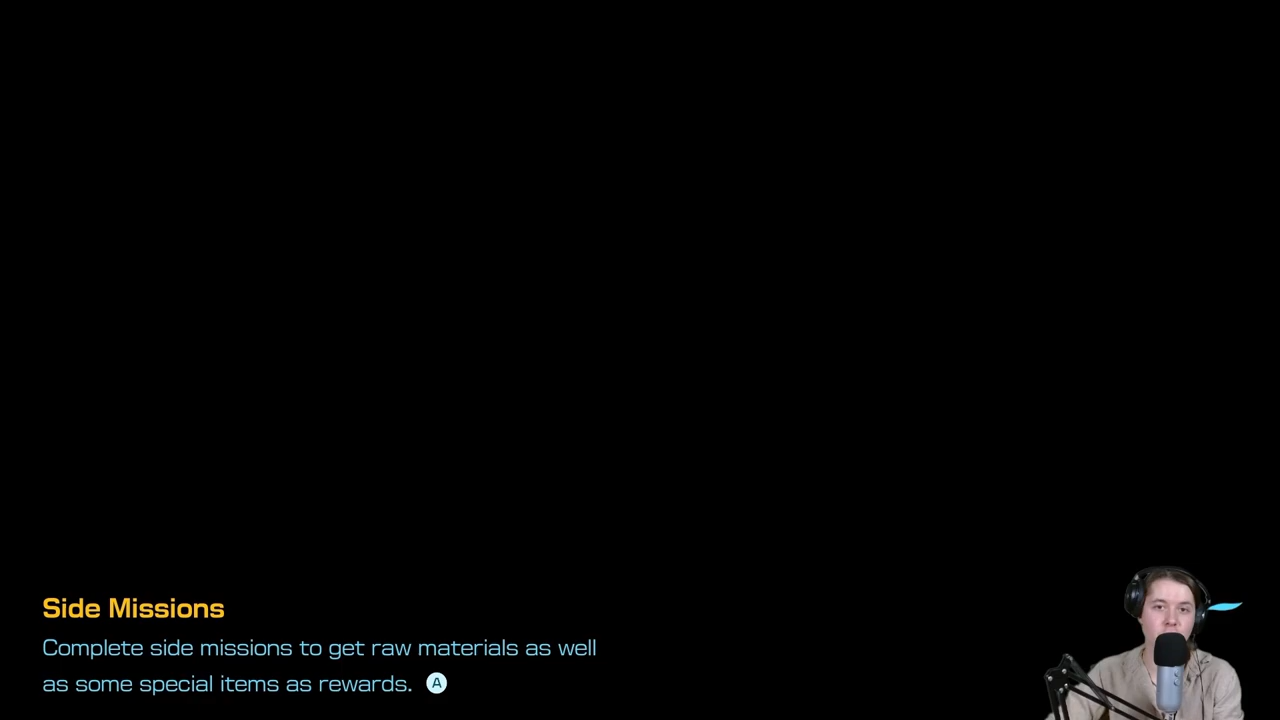 Side Missions
Complete side missions to get raw materials as well
as some special items as rewards. A